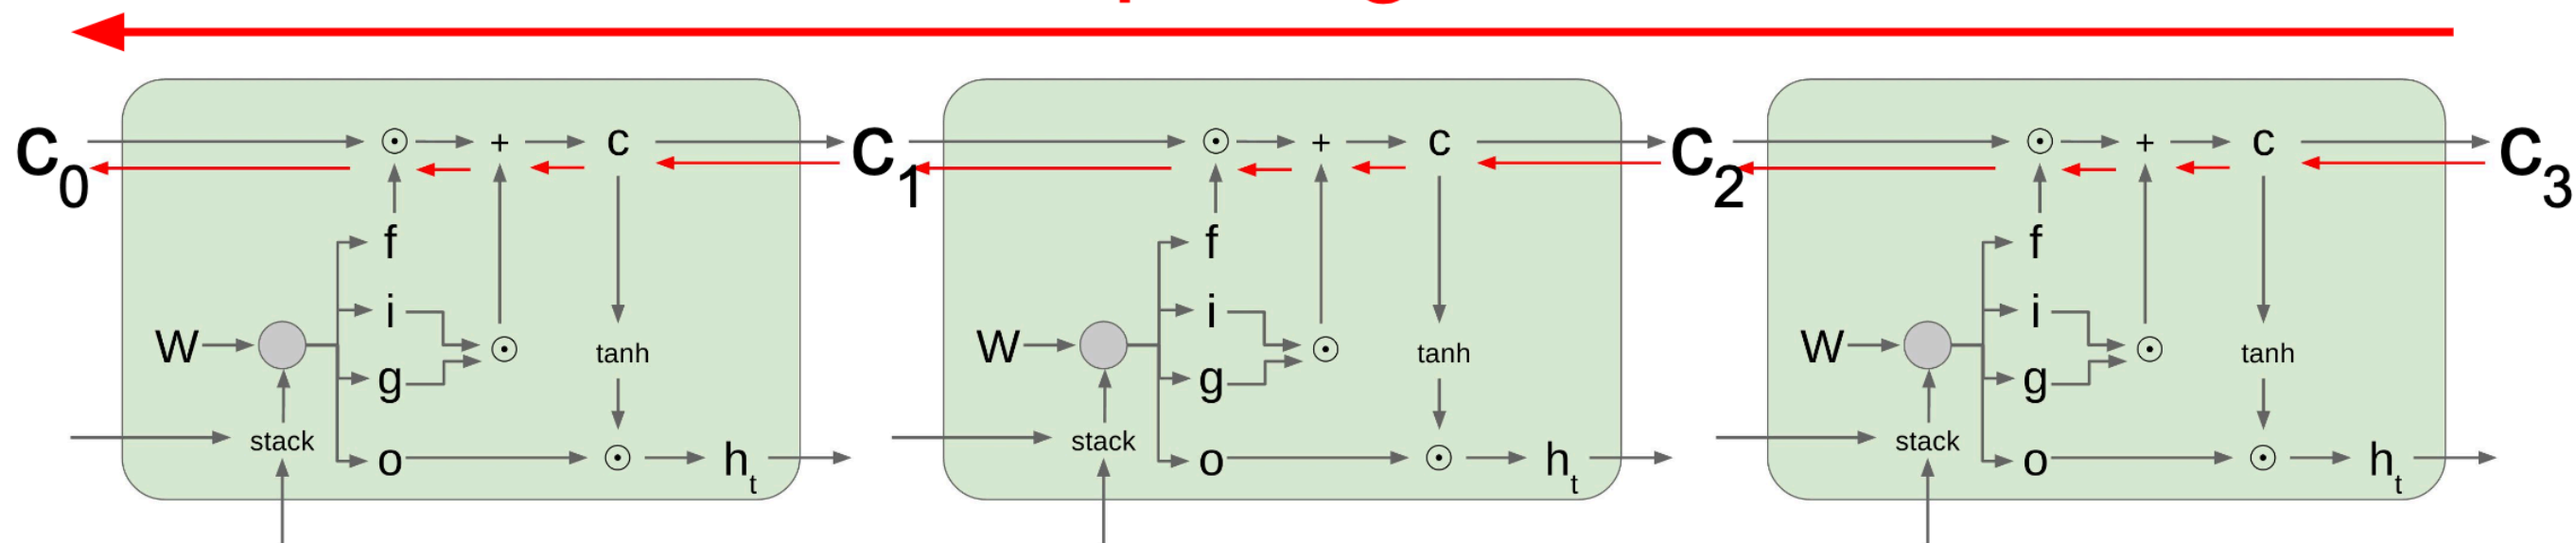 c₀ ⊙ + c c₁ ⊙ + c c₂ ⊙ + c c₃
f f f
i i i
W ⊙ tanh W ⊙ tanh W ⊙ tanh
g g g
stack stack stack
o ⊙ hₜ o ⊙ hₜ o ⊙ hₜ